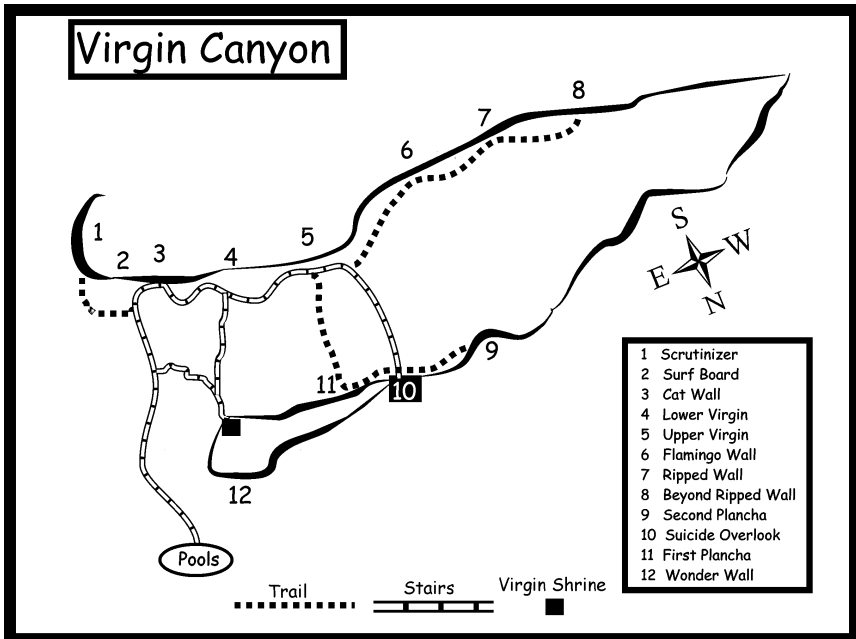 Virgin Canyon
8
7
6
5
1
2
3
4
S
W
E
N
9
11
10
12
1 Scrutinizer
2 Surf Board
3 Cat Wall
4 Lower Virgin
5 Upper Virgin
6 Flamingo Wall
7 Ripped Wall
8 Beyond Ripped Wall
9 Second Plancha
10 Suicide Overlook
11 First Plancha
12 Wonder Wall
Pools
Trail
Stairs
Virgin Shrine